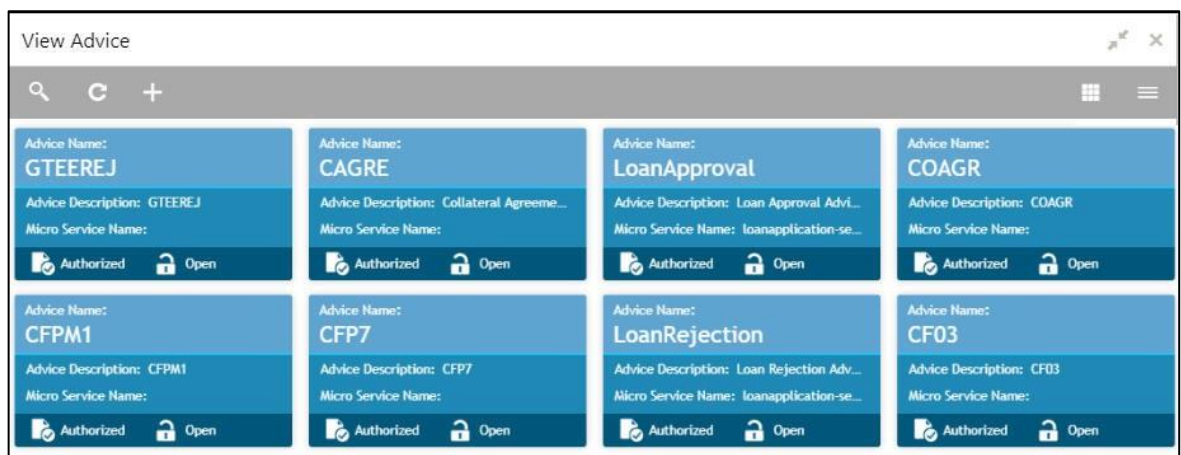 View Advice
Advice Name:
GTEEREJ
Advice Description: GTEEREJ
Micro Service Name:
Authorized Open
Advice Name:
CAGRE
Advice Description: Collateral Agreeme...
Micro Service Name:
Authorized Open
Advice Name:
LoanApproval
Advice Description: Loan Approval Advi...
Micro Service Name: loanapplication-se...
Authorized Open
Advice Name:
COAGR
Advice Description: COAGR
Micro Service Name:
Authorized Open
Advice Name:
CFPM1
Advice Description: CFPM1
Micro Service Name:
Authorized Open
Advice Name:
CFP7
Advice Description: CFP7
Micro Service Name:
Authorized Open
Advice Name:
LoanRejection
Advice Description: Loan Rejection Adv...
Micro Service Name: loanapplication-se...
Authorized Open
Advice Name:
CF03
Advice Description: CF03
Micro Service Name:
Authorized Open